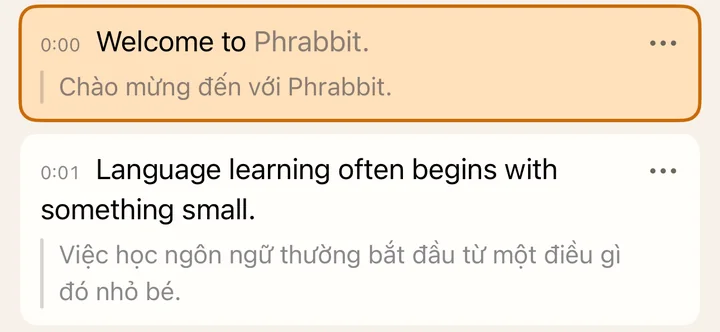 0:00 Welcome to Phrabbit.
Chào mừng đến với Phrabbit.
0:01 Language learning often begins with
something small.
Việc học ngôn ngữ thường bắt đầu từ một điều gì
đó nhỏ bé.